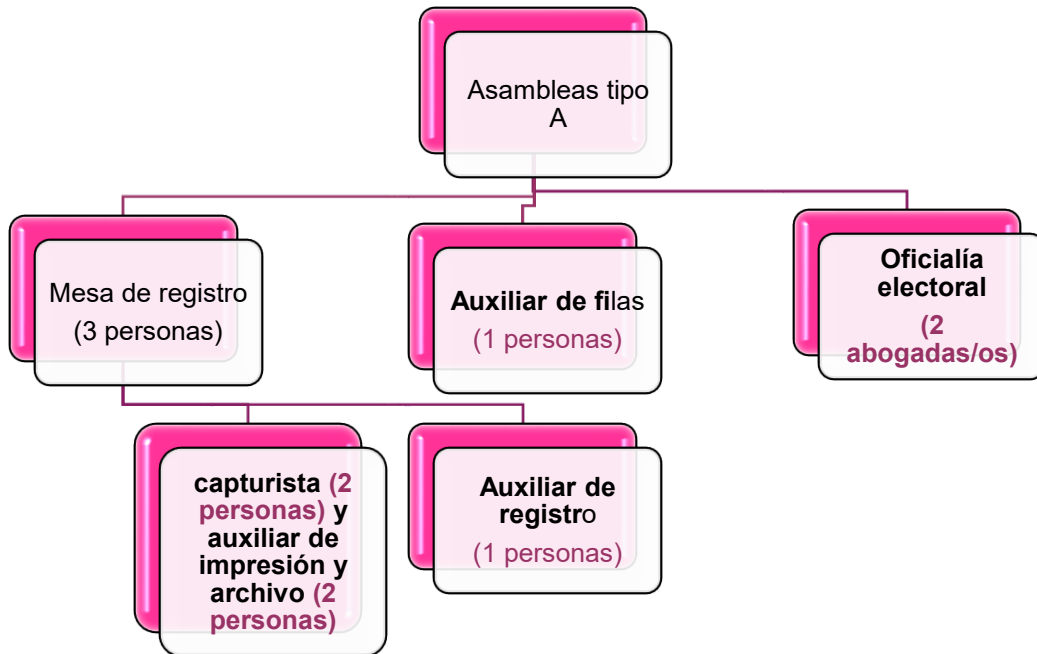 Asambleas tipo
A
Mesa de registro
(3 personas)
Auxiliar de filas
(1 personas)
Oficialía
electoral
(2
abogadas/os)
capturista (2
personas) y
auxiliar de
impresión y
archivo (2
personas)
Auxiliar de
registro
(1 personas)